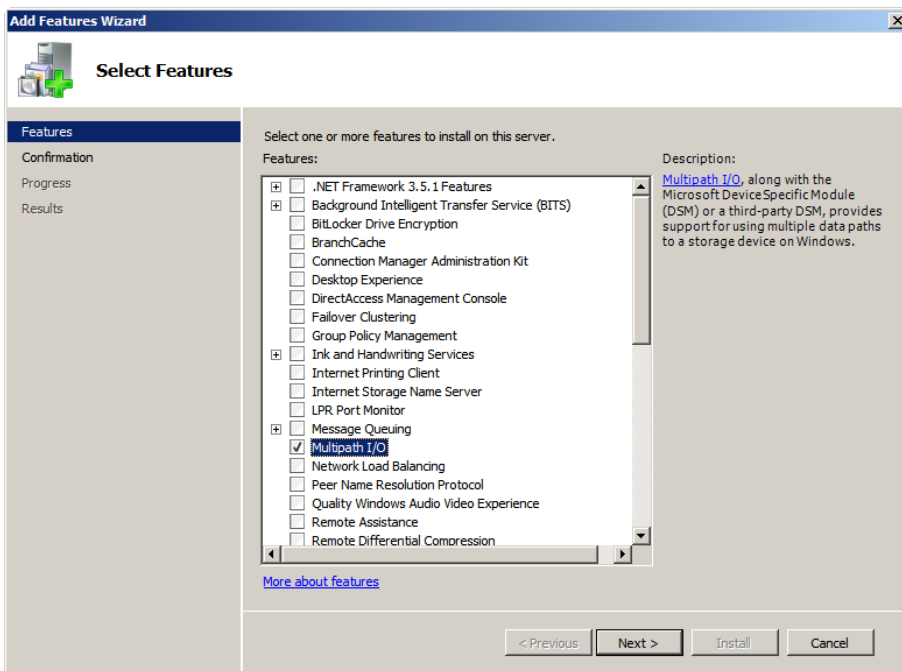 Add Features Wizard
Select Features
Features
Confirmation
Progress
Results
Select one or more features to install on this server.
Features:
.NET Framework 3.5.1 Features
Background Intelligent Transfer Service (BITS)
BitLocker Drive Encryption
BranchCache
Connection Manager Administration Kit
Desktop Experience
DirectAccess Management Console
Failover Clustering
Group Policy Management
Ink and Handwriting Services
Internet Printing Client
Internet Storage Name Server
LPR Port Monitor
Message Queuing
Multipath I/O
Network Load Balancing
Peer Name Resolution Protocol
Quality Windows Audio Video Experience
Remote Assistance
Remote Differential Compression
Description:
Multipath I/O, along with the
Microsoft Device Specific Module
(DSM) or a third-party DSM, provides
support for using multiple data paths
to a storage device on Windows.
More about features
< Previous
Next >
Install
Cancel